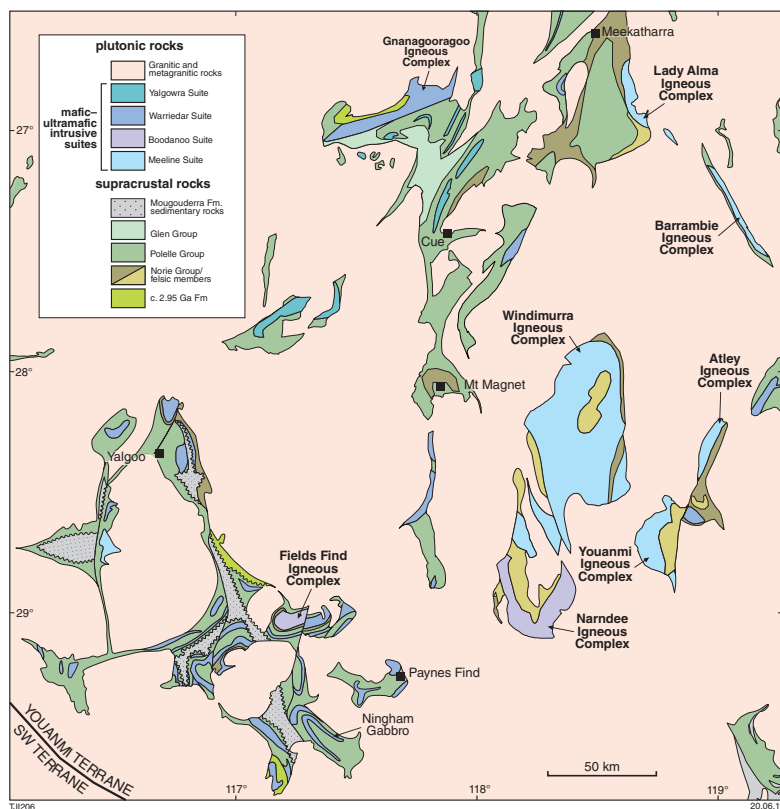 plutonic rocks
Granitic and
metagranitic rocks
mafic–
ultramafic
intrusive
suites
Yalgowra Suite
Warriedar Suite
Boodanoo Suite
Meeline Suite
supracrustal rocks
Mougouderra Fm.
sedimentary rocks
Glen Group
Polelle Group
Norie Group/
felsic members
c. 2.95 Ga Fm
Gnanagooragoo
Igneous
Complex
Meekatharra
Lady Alma
Igneous
Complex
27°
Barrambie
Igneous
Complex
Cue
Windimurra
Igneous
Complex
28°
Mt Magnet
Atley
Igneous
Complex
Yalgoo
Fields Find
Igneous
Complex
Youanmi
Igneous
Complex
29°
Narndee
Igneous
Complex
Paynes Find
Ningham
Gabbro
YOUANMI TERRANE
SW TERRANE
50 km
117°
118°
119°
TJI206